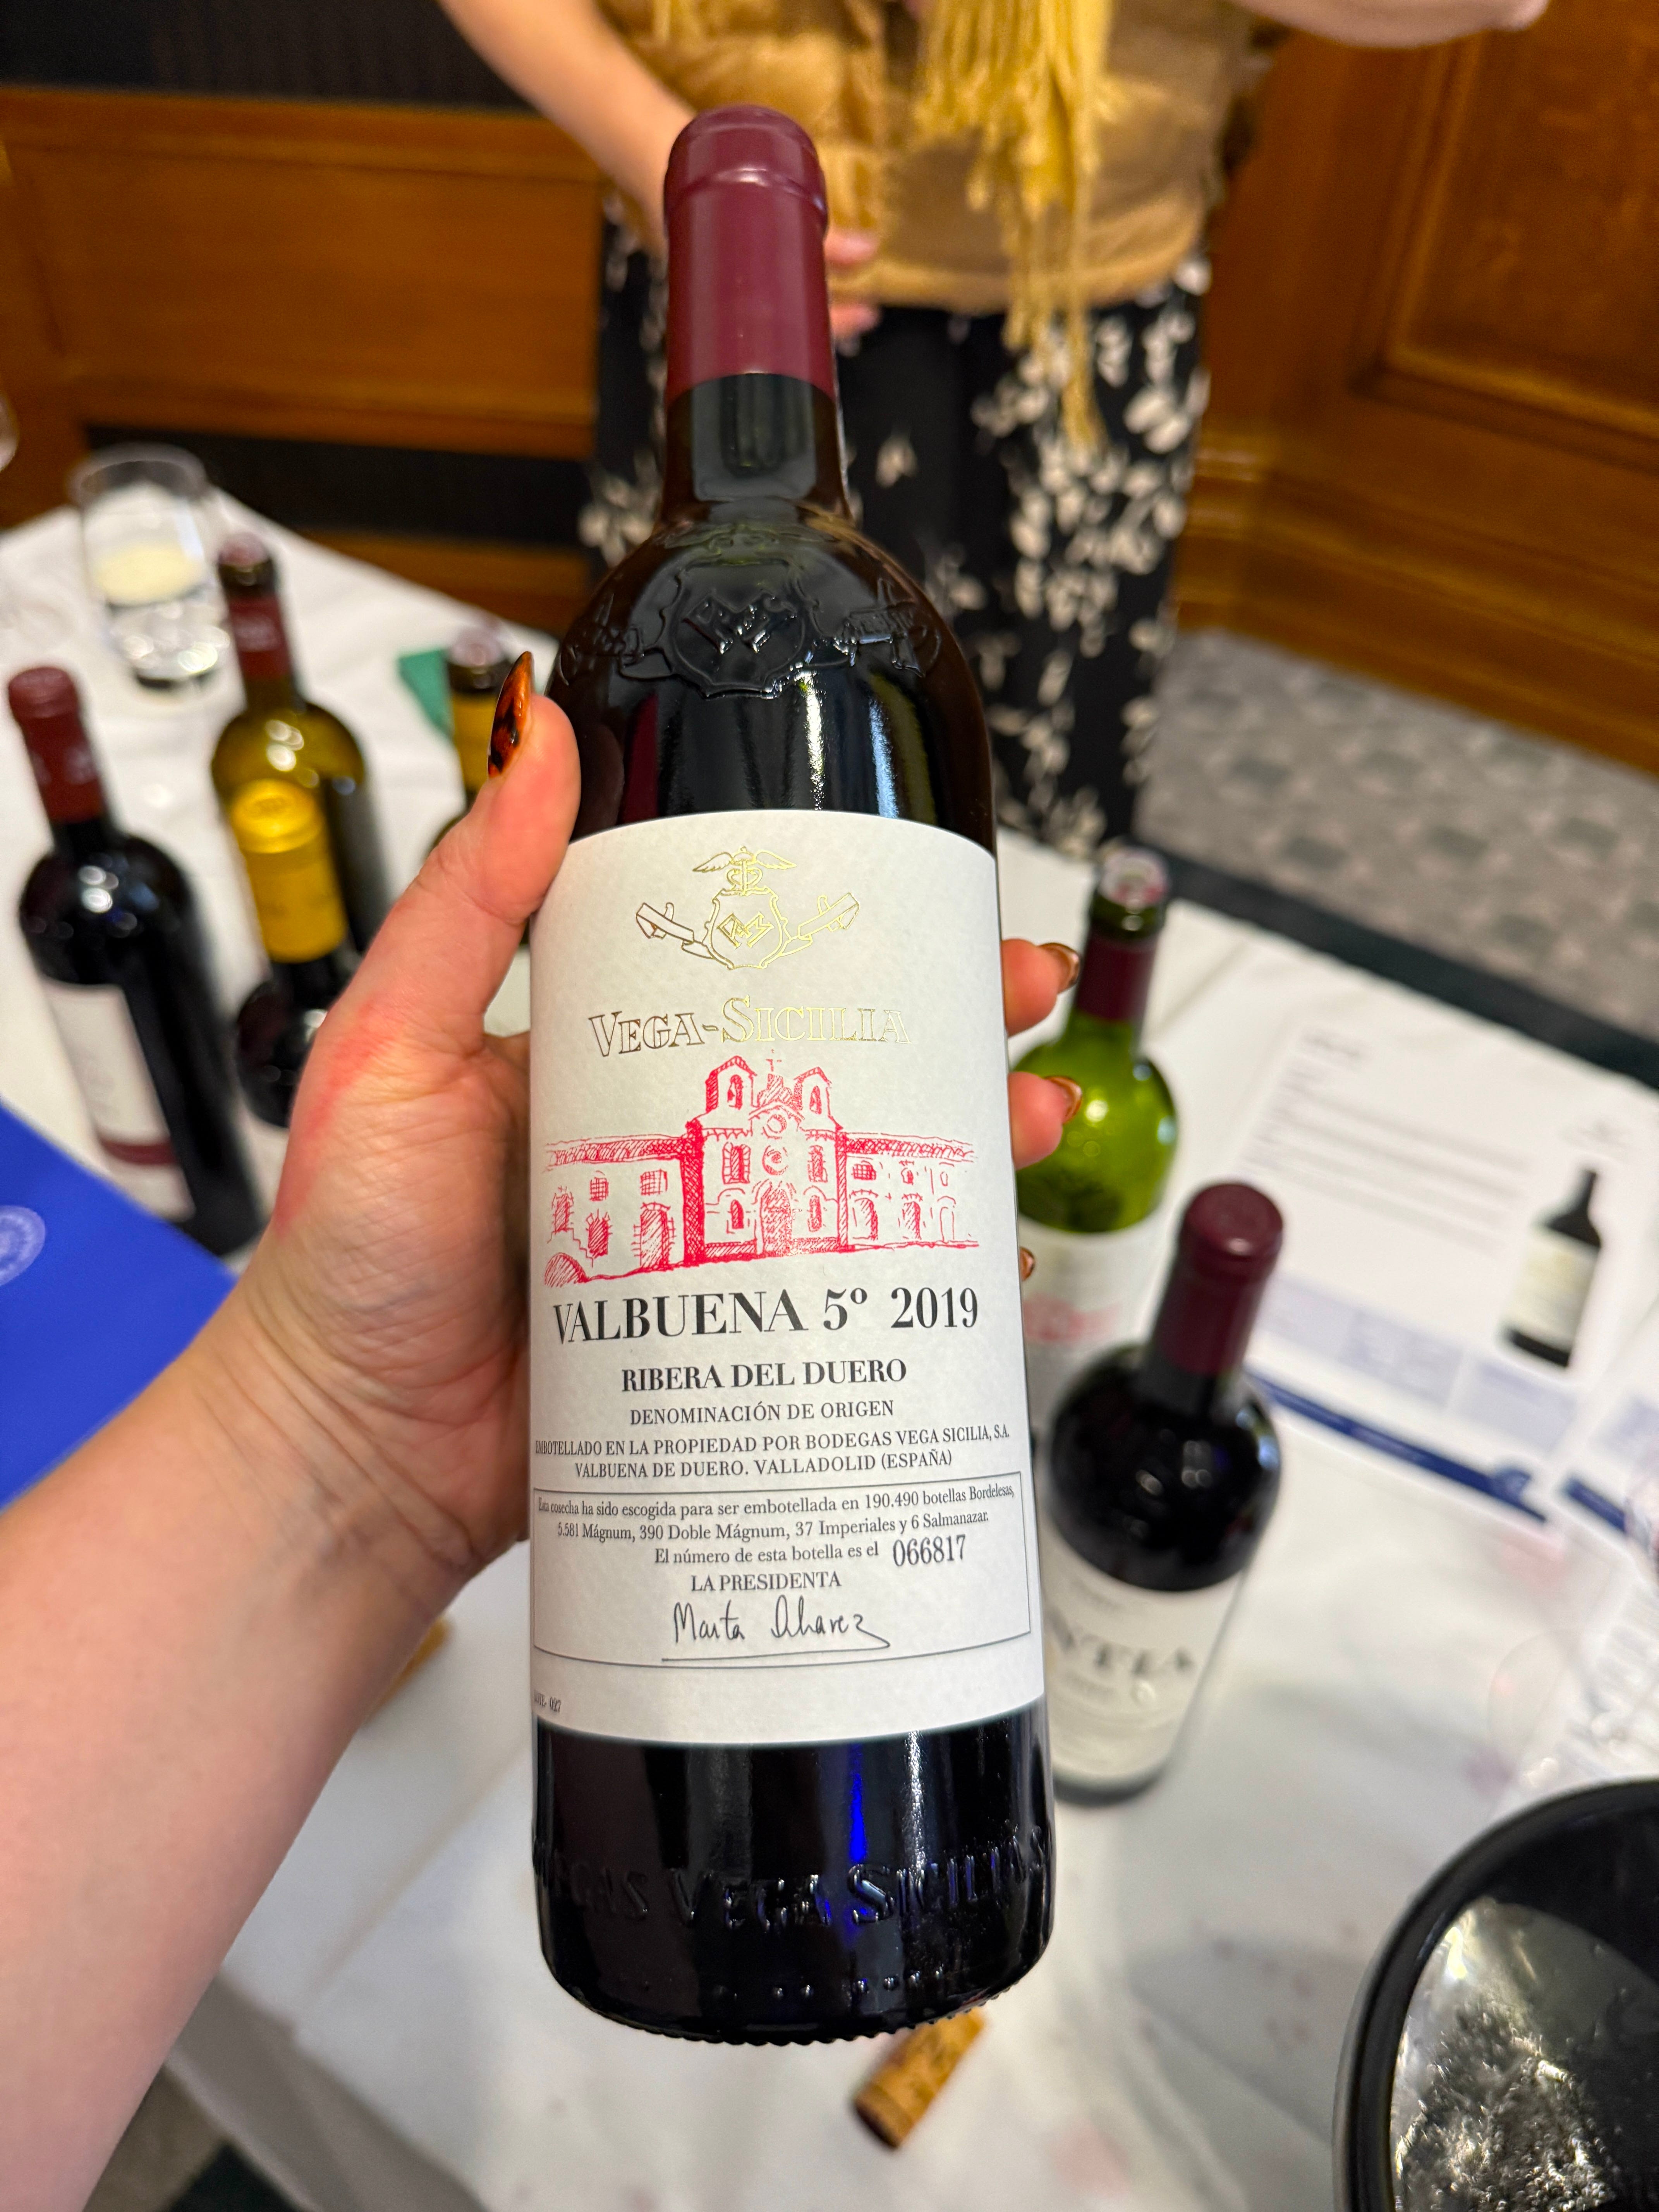 VEGA-SICILIA
VALBUENA 5º 2019
RIBERA DEL DUERO
DENOMINACIÓN DE ORIGEN
EMBOTELLADO EN LA PROPIEDAD POR BODEGAS VEGA SICILIA, S.A.
VALBUENA DE DUERO. VALLADOLID (ESPAÑA)
Esta cosecha ha sido escogida para ser embotellada en 190.490 botellas Bordelesas,
5.581 Mágnum, 390 Doble Mágnum, 37 Imperiales y 6 Salmanazar.
El número de esta botella es el 066817
LA PRESIDENTA
Marta Alvarez
VEGA SICILIA